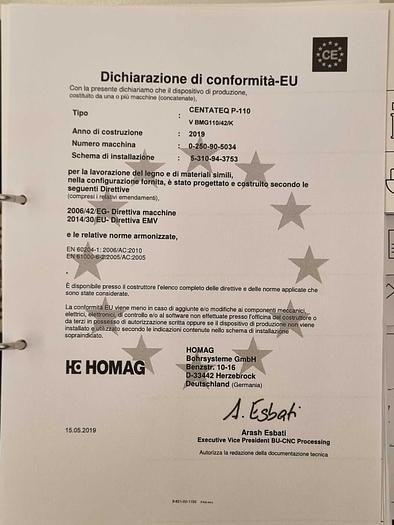 CE
Dichiarazione di conformità-EU
Con la presente dichiariamo che il dispositivo di produzione,
costituito da una o più macchine (concatenate),
Tipo : CENTATEQ P-110
V BMG110/42/K
Anno di costruzione : 2019
Numero macchina : 0-250-90-5034
Schema di installazione : 5-310-94-3753
per la lavorazione del legno e di materiali simili,
nella configurazione fornita, è stato progettato e costruito secondo le
seguenti Direttive
(compresi i relativi emendamenti),
2006/42/EG- Direttiva macchine
2014/30/EU- Direttiva EMV
e le relative norme armonizzate,
EN 60204-1: 2006/AC:2010
EN 61000-6-2:2005/AC:2005
.
È disponibile presso il costruttore l'elenco completo delle direttive e delle norme applicate che
sono state considerate.
La conformità EU viene meno in caso di aggiunte e/o modifiche ai componenti meccanici,
elettrici, elettronici, di controllo e/o al software non effettuate presso l'officina del costruttore o
da terzi in possesso di autorizzazione scritta oppure se il dispositivo di produzione non viene
installato e utilizzato secondo le indicazioni contenute nello schema di installazione
sopraindicato.
HOMAG
HOMAG
Bohrsysteme GmbH
Benzstr. 10-16
D-33442 Herzebrock
Deutschland (Germania)
A. Esbati
15.05.2019
Arash Esbati
Executive Vice President BU-CNC Processing
Autorizza la redazione della documentazione tecnica